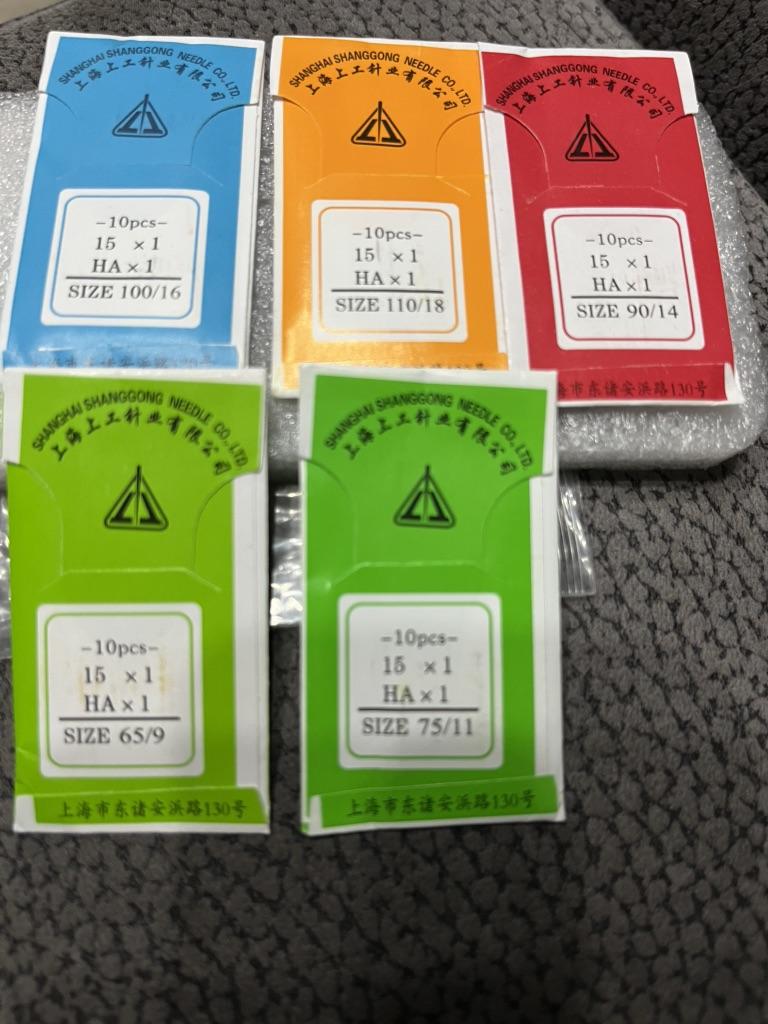 SHANGHAI SHANGGONG NEEDLE CO.,LTD.
上海上工针业有限公司
-10pcs-
15 ×1
HA×1
SIZE 100/16
SHANGHAI SHANGGONG NEEDLE CO.,LTD.
上海上工针业有限公司
-10pcs-
15 ×1
HA×1
SIZE 110/18
SHANGHAI SHANGGONG NEEDLE CO.,LTD.
上海上工针业有限公司
-10pcs-
15 ×1
HA×1
SIZE 90/14
海市东诸安浜路130号
SHANGHAI SHANGGONG NEEDLE CO.,LTD.
上海上工针业有限公司
-10pcs-
15 ×1
HA×1
SIZE 65/9
上海市东诸安浜路130号
SHANGHAI SHANGGONG NEEDLE CO.,LTD.
上海上工针业有限公司
-10pcs-
15 ×1
HA×1
SIZE 75/11
上海市东诸安浜路130号